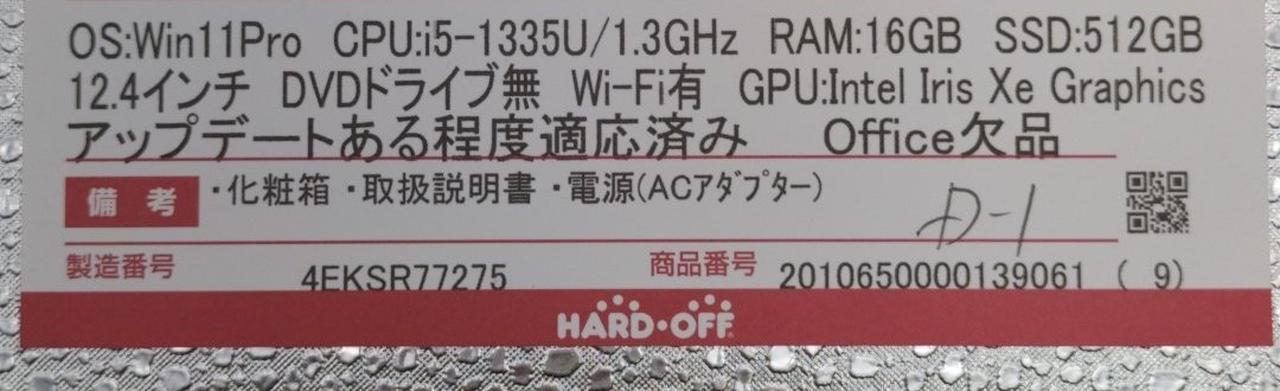 OS:Win11Pro CPU:i5-1335U/1.3GHz RAM:16GB SSD:512GB
12.4インチ DVDドライブ無 Wi-Fi有 GPU:Intel Iris Xe Graphics
アップデートある程度適応済み Office欠品
備考 ・化粧箱 ・取扱説明書 ・電源(ACアダプター)
D-1
製造番号 4EKSR77275 商品番号 2010650000139061 ( 9)
HARD・OFF